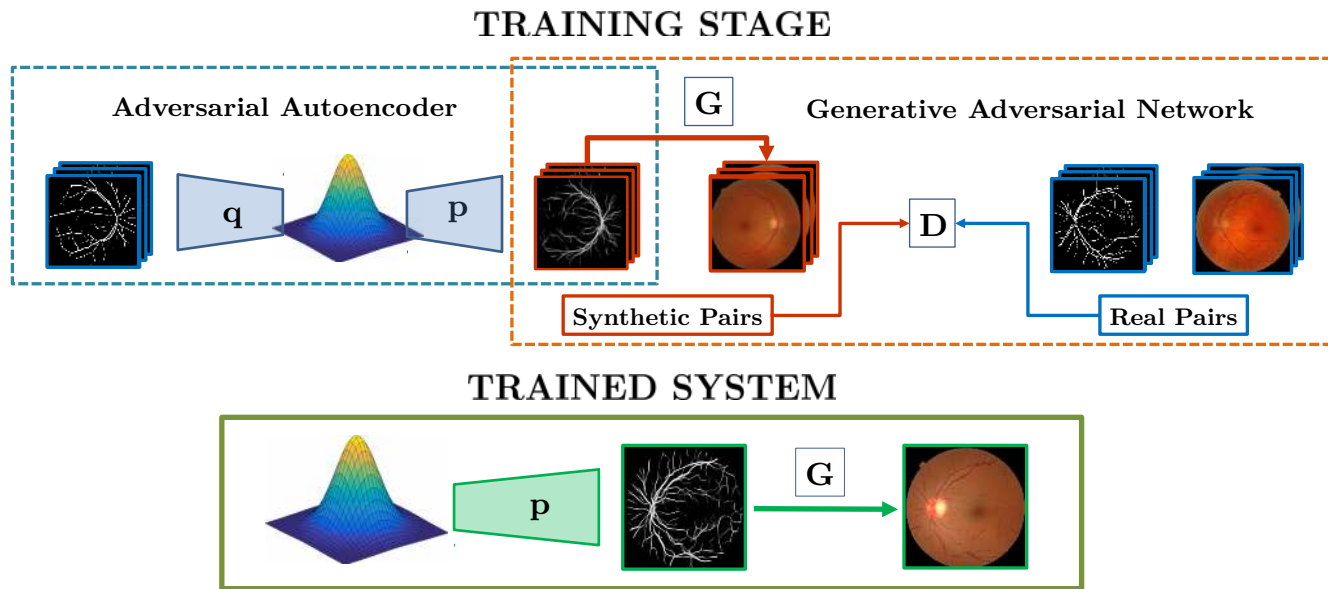 TRAINING STAGE
Adversarial Autoencoder
G
Generative Adversarial Network
q
p
D
Synthetic Pairs
Real Pairs
TRAINED SYSTEM
p
G